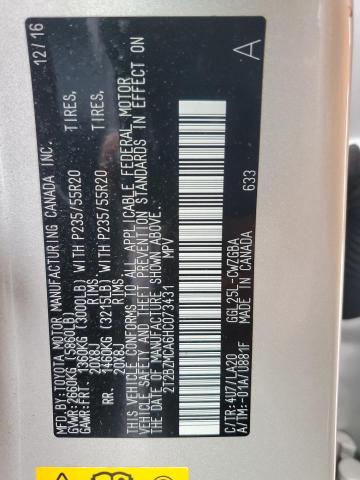 12/16
MFD.BY:TOYOTA MOTOR MANUFACTURING CANADA INC.
GVWR:2660KG(5860LB)
GAWR:FRT. 1360KG(3000LB)WITH P235/55R20 TIRES,
20X8J RIMS,
RR. 1460KG(3215LB)WITH P235/55R20 TIRES,
20X8J RIMS
THIS VEHICLE CONFORMS TO ALL APPLICABLE FEDERAL MOTOR
VEHICLE SAFETY AND THEFT PREVENTION STANDARDS IN EFFECT ON
THE DATE OF MANUFACTURE SHOWN ABOVE.
2T2BZMCA6HC073431 MPV
A
633
C/TR:4U7/LA20 GGL25L-CWZGBA
A/TM:-01A/U881F MADE IN CANADA